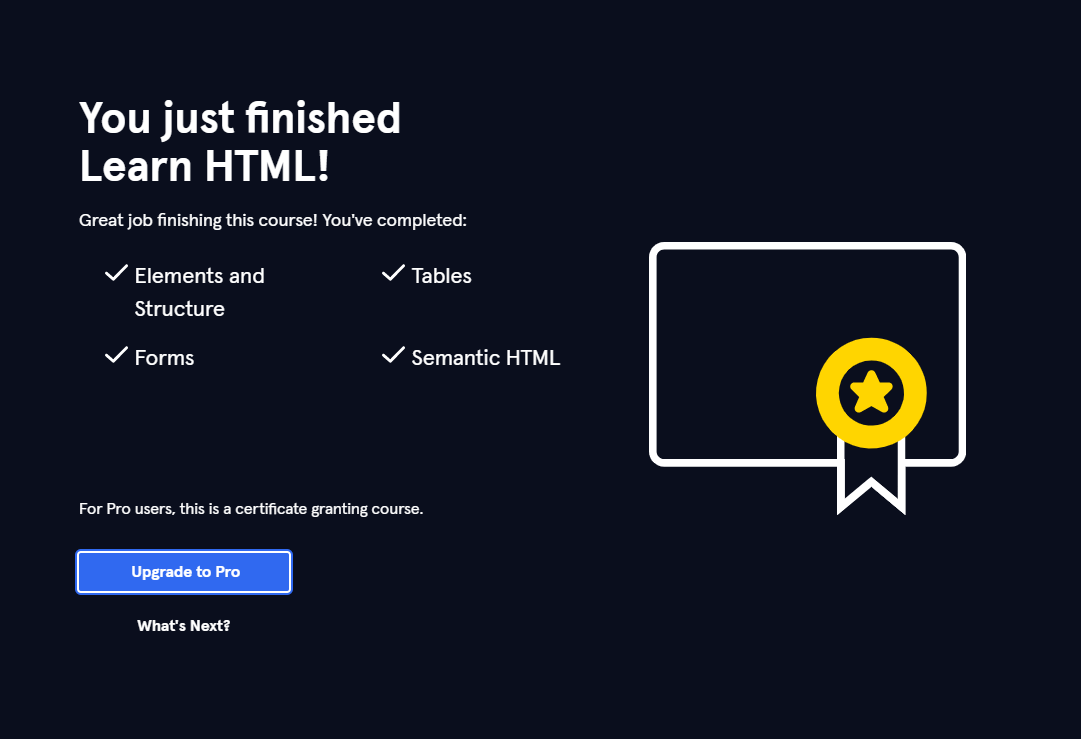 You just finished
Learn HTML!
Great job finishing this course! You've completed:
Elements and
Structure
Tables
Forms
Semantic HTML
For Pro users, this is a certificate granting course.
Upgrade to Pro
What's Next?